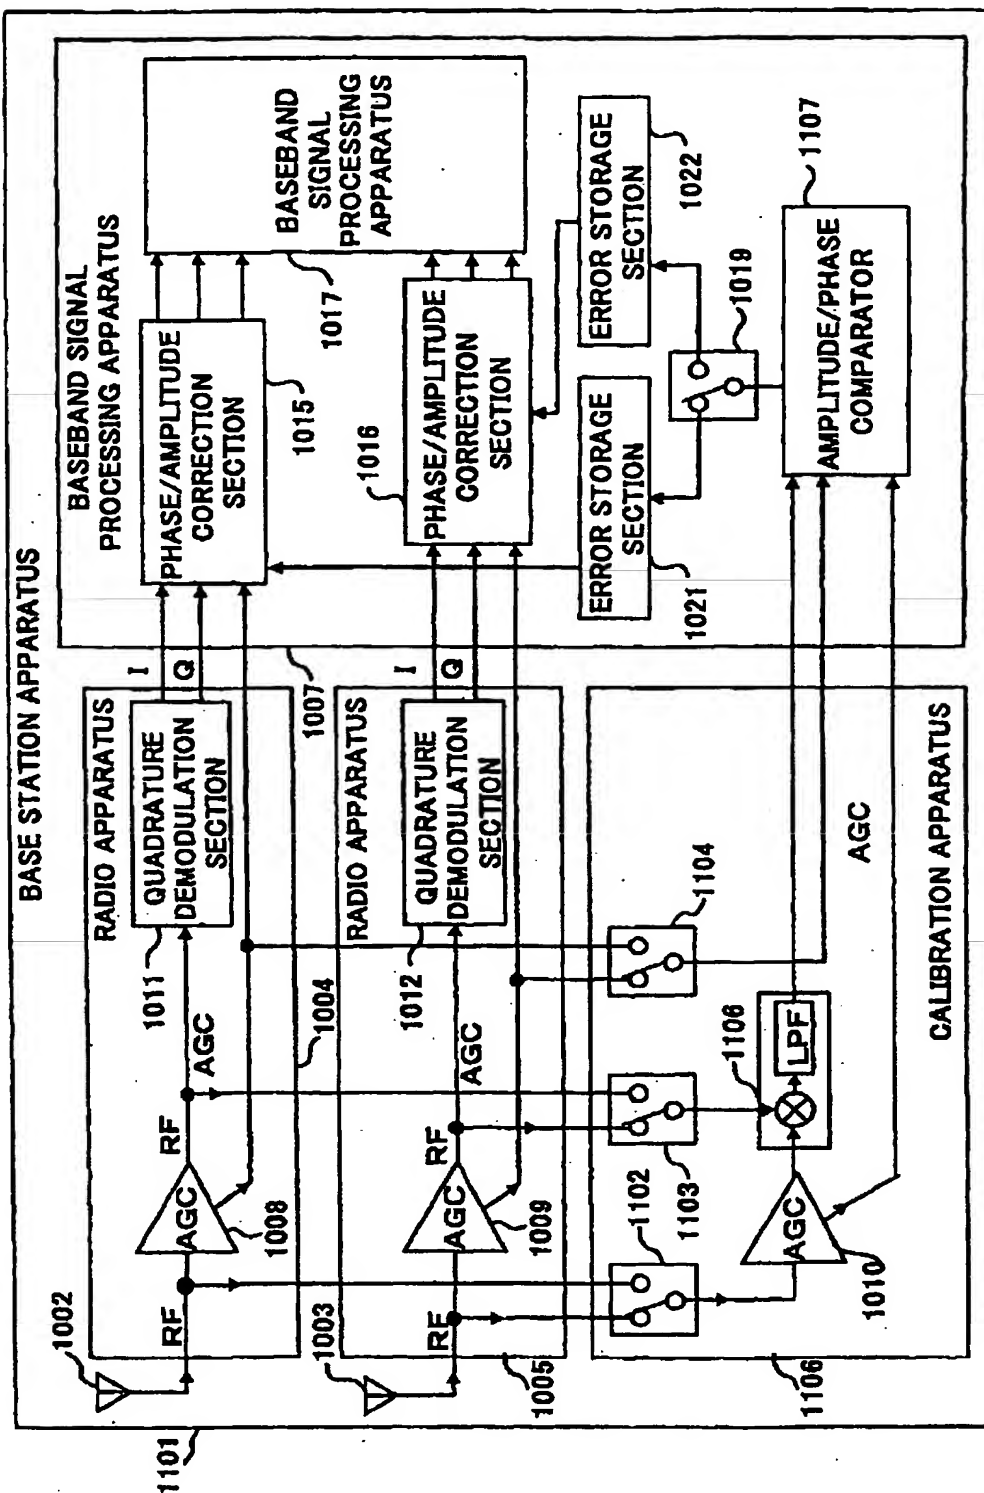 BASE STATION APPARATUS
1101
BASEBAND SIGNAL
PROCESSING APPARATUS
1007
RADIO APPARATUS
1004
1002
RF
AGC
1008
RF
AGC
QUADRATURE
DEMODULATION
SECTION
1011
I
Q
PHASE/AMPLITUDE
CORRECTION
SECTION
1015
BASEBAND
SIGNAL
PROCESSING
APPARATUS
1017
RADIO APPARATUS
1005
1003
RF
AGC
1009
RF
AGC
QUADRATURE
DEMODULATION
SECTION
1012
I
Q
PHASE/AMPLITUDE
CORRECTION
SECTION
1016
ERROR STORAGE
SECTION
1021
ERROR STORAGE
SECTION
1022
1019
AMPLITUDE/PHASE
COMPARATOR
1107
1102
1103
1104
1106
LPF
AGC
1010
AGC
CALIBRATION APPARATUS
1106